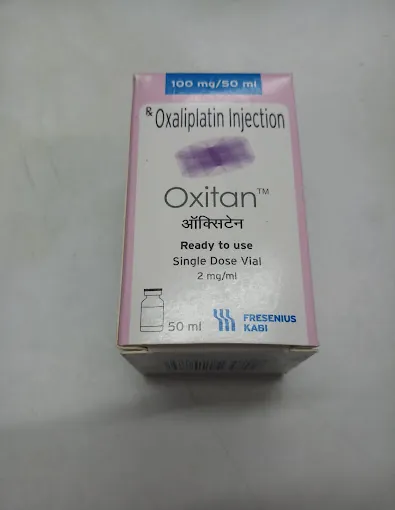 100 mg/50 ml
℞ Oxaliplatin Injection
Oxitan™
ऑक्सिटेन
Ready to use
Single Dose Vial
2 mg/ml
50 ml
FRESENIUS
KABI